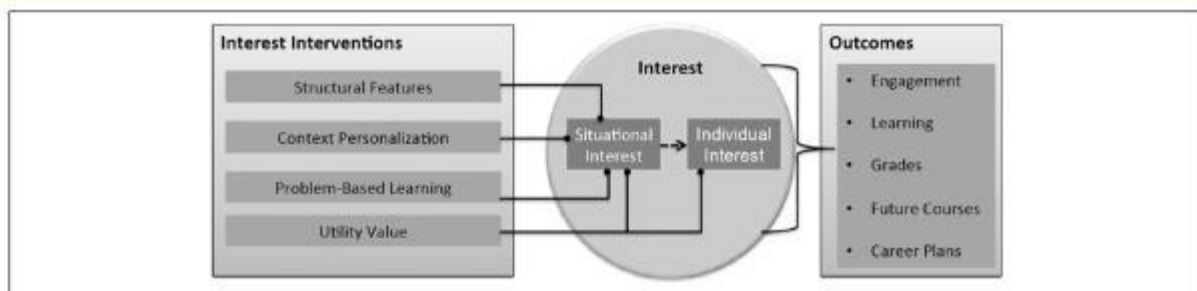 Interest Interventions
Structural Features
Context Personalization
Problem-Based Learning
Utility Value
Interest
Situational
Interest
Individual
Interest
Outcomes
• Engagement
• Learning
• Grades
• Future Courses
• Career Plans